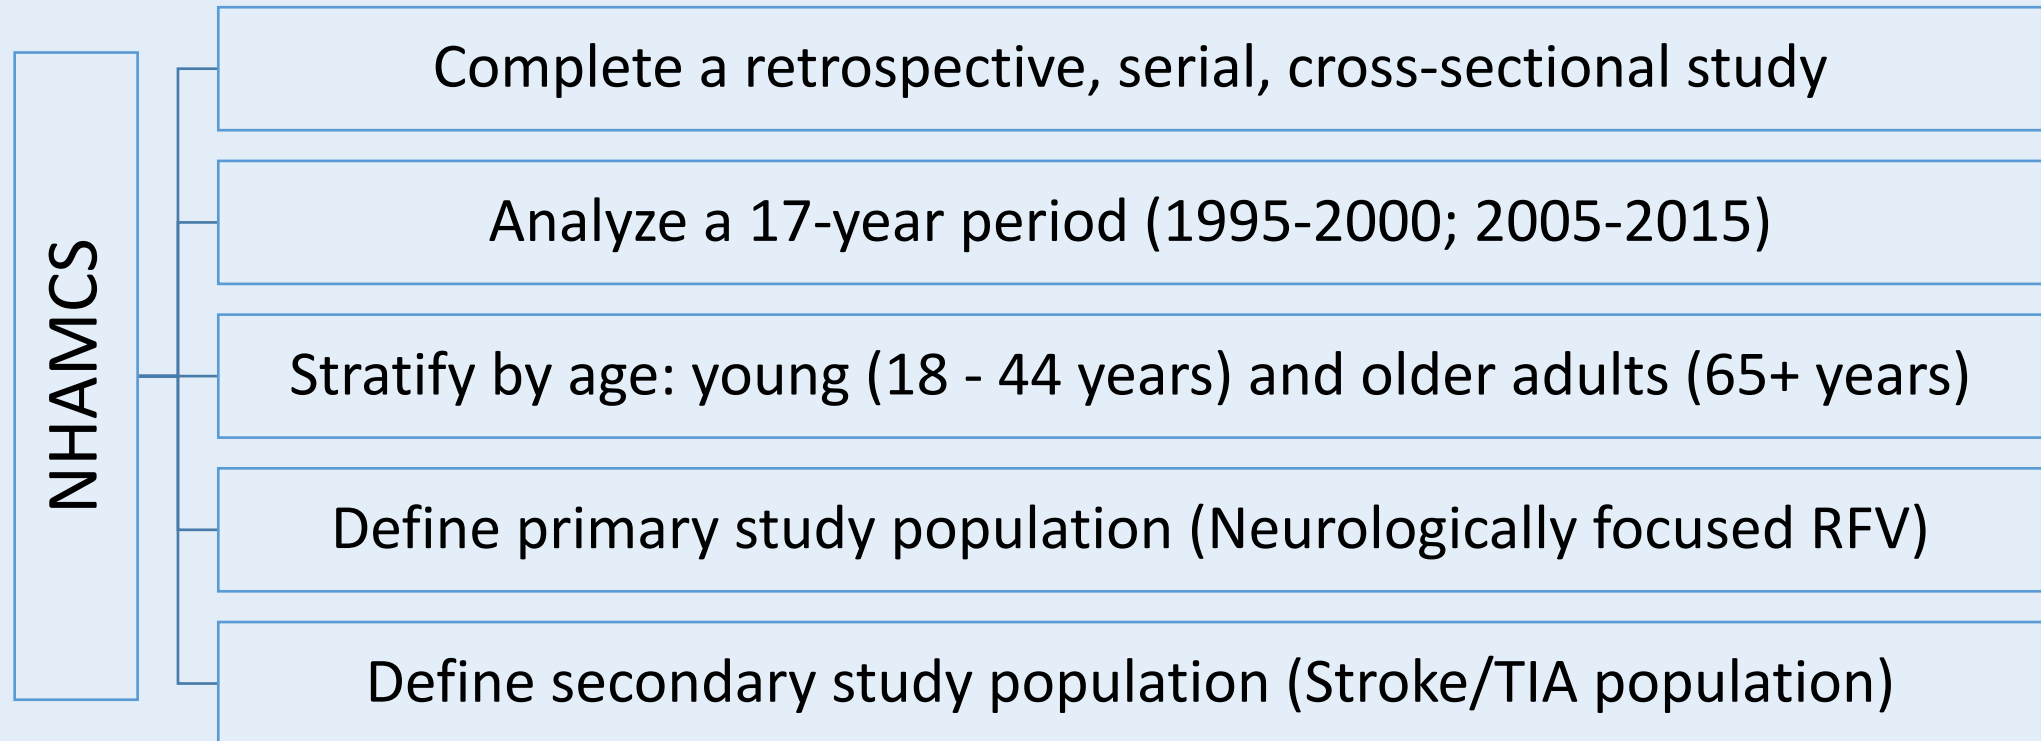 NHAMCS
Complete a retrospective, serial, cross-sectional study
Analyze a 17-year period (1995-2000; 2005-2015)
Stratify by age: young (18 - 44 years) and older adults (65+ years)
Define primary study population (Neurologically focused RFV)
Define secondary study population (Stroke/TIA population)